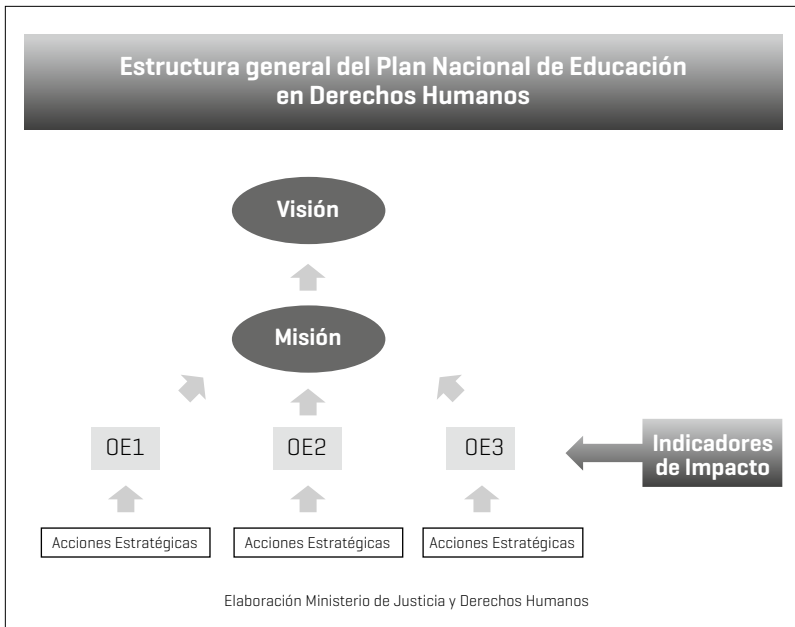 Estructura general del Plan Nacional de Educación
en Derechos Humanos
Visión
Misión
OE1
OE2
OE3
Indicadores
de Impacto
Acciones Estratégicas
Acciones Estratégicas
Acciones Estratégicas
Elaboración Ministerio de Justicia y Derechos Humanos